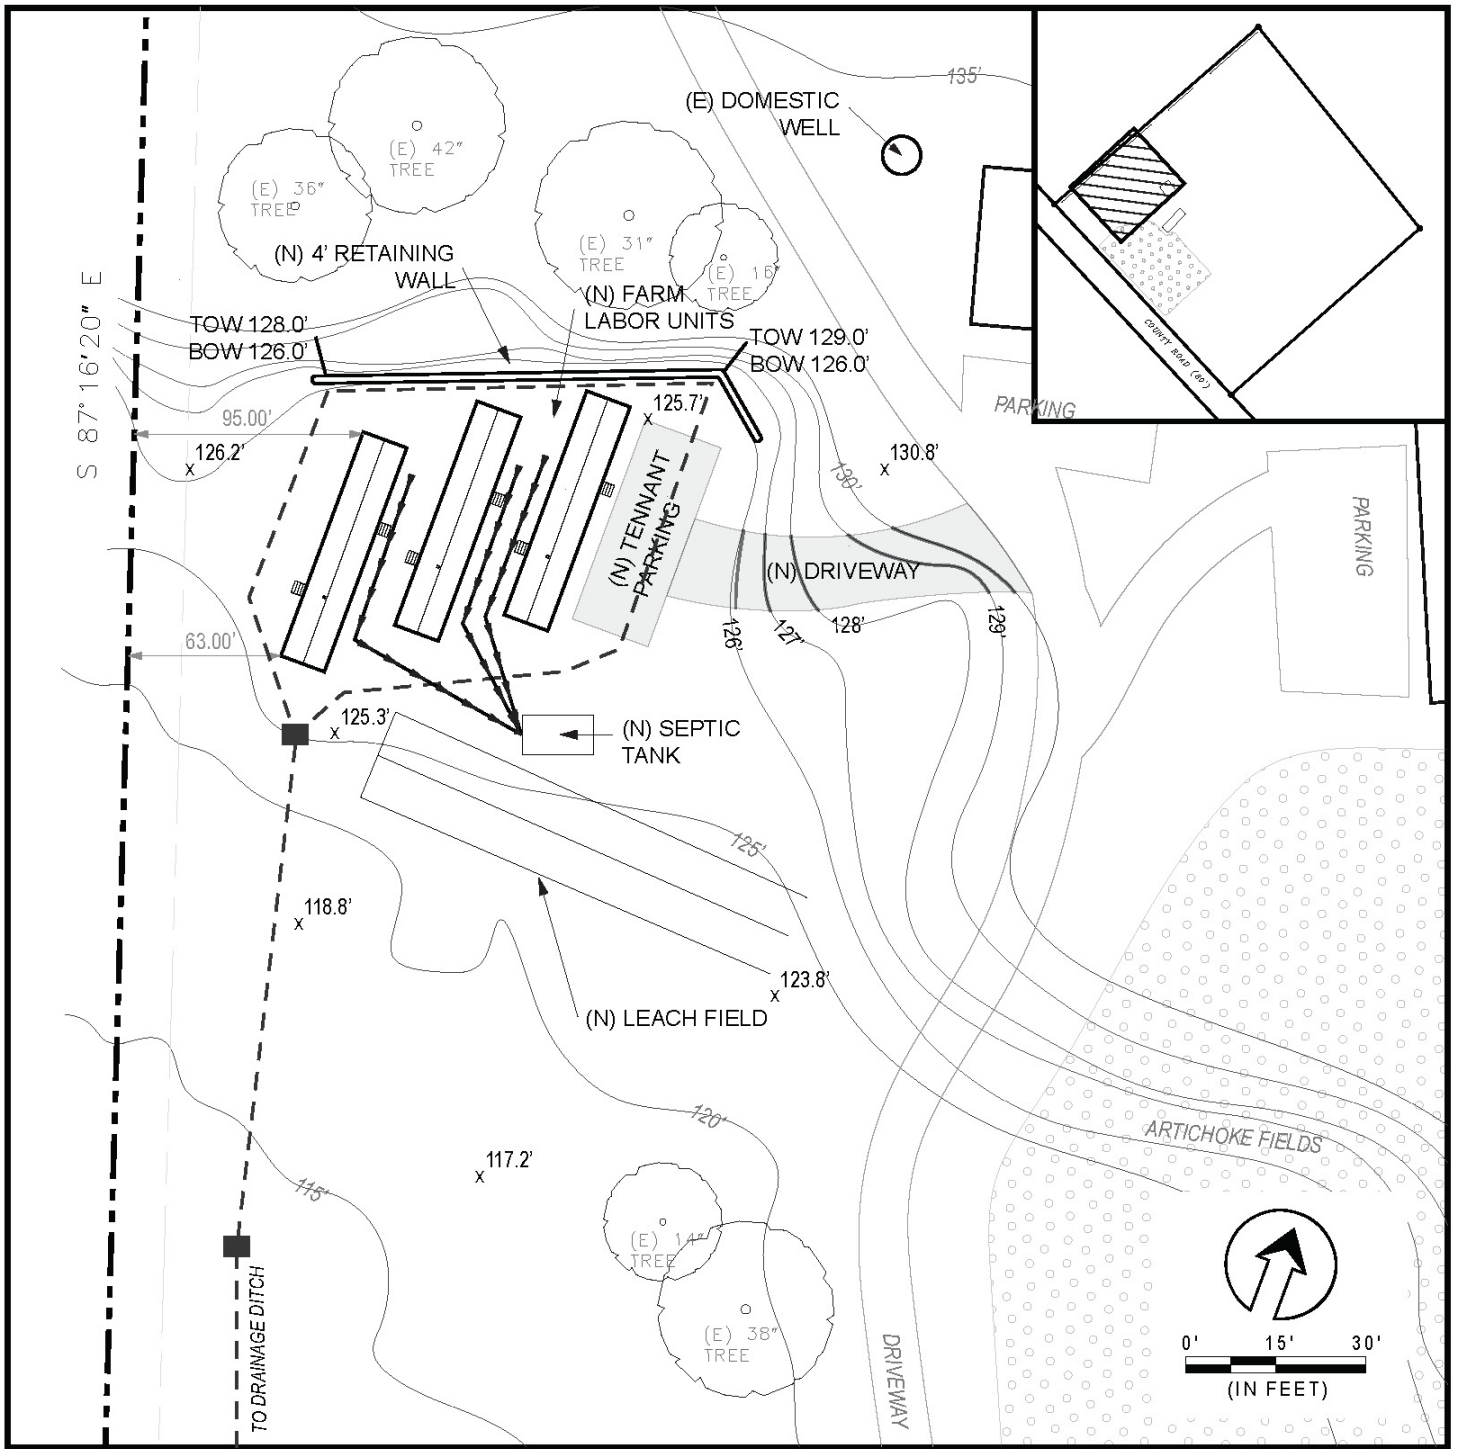 135'
(E) DOMESTIC
WELL
(E) 42"
TREE
(E) 36"
TREE
(N) 4' RETAINING
WALL
(E) 31"
TREE
(E) 16"
TREE
(N) FARM
LABOR UNITS
COUNTY ROAD (80')
S 87°16'20" E
TOW 128.0'
BOW 126.0'
TOW 129.0'
BOW 126.0'
PARKING
95.00'
126.2'
125.7'
130.8'
130'
(N) TENNANT
PARKING
PARKING
(N) DRIVEWAY
126'
127'
128'
129'
63.00'
125.3'
(N) SEPTIC
TANK
125'
118.8'
123.8'
(N) LEACH FIELD
120'
117.2'
115'
ARTICHOKE FIELDS
(E) 14"
TREE
(E) 38"
TREE
TO DRAINAGE DITCH
DRIVEWAY
0' 15' 30'
(IN FEET)